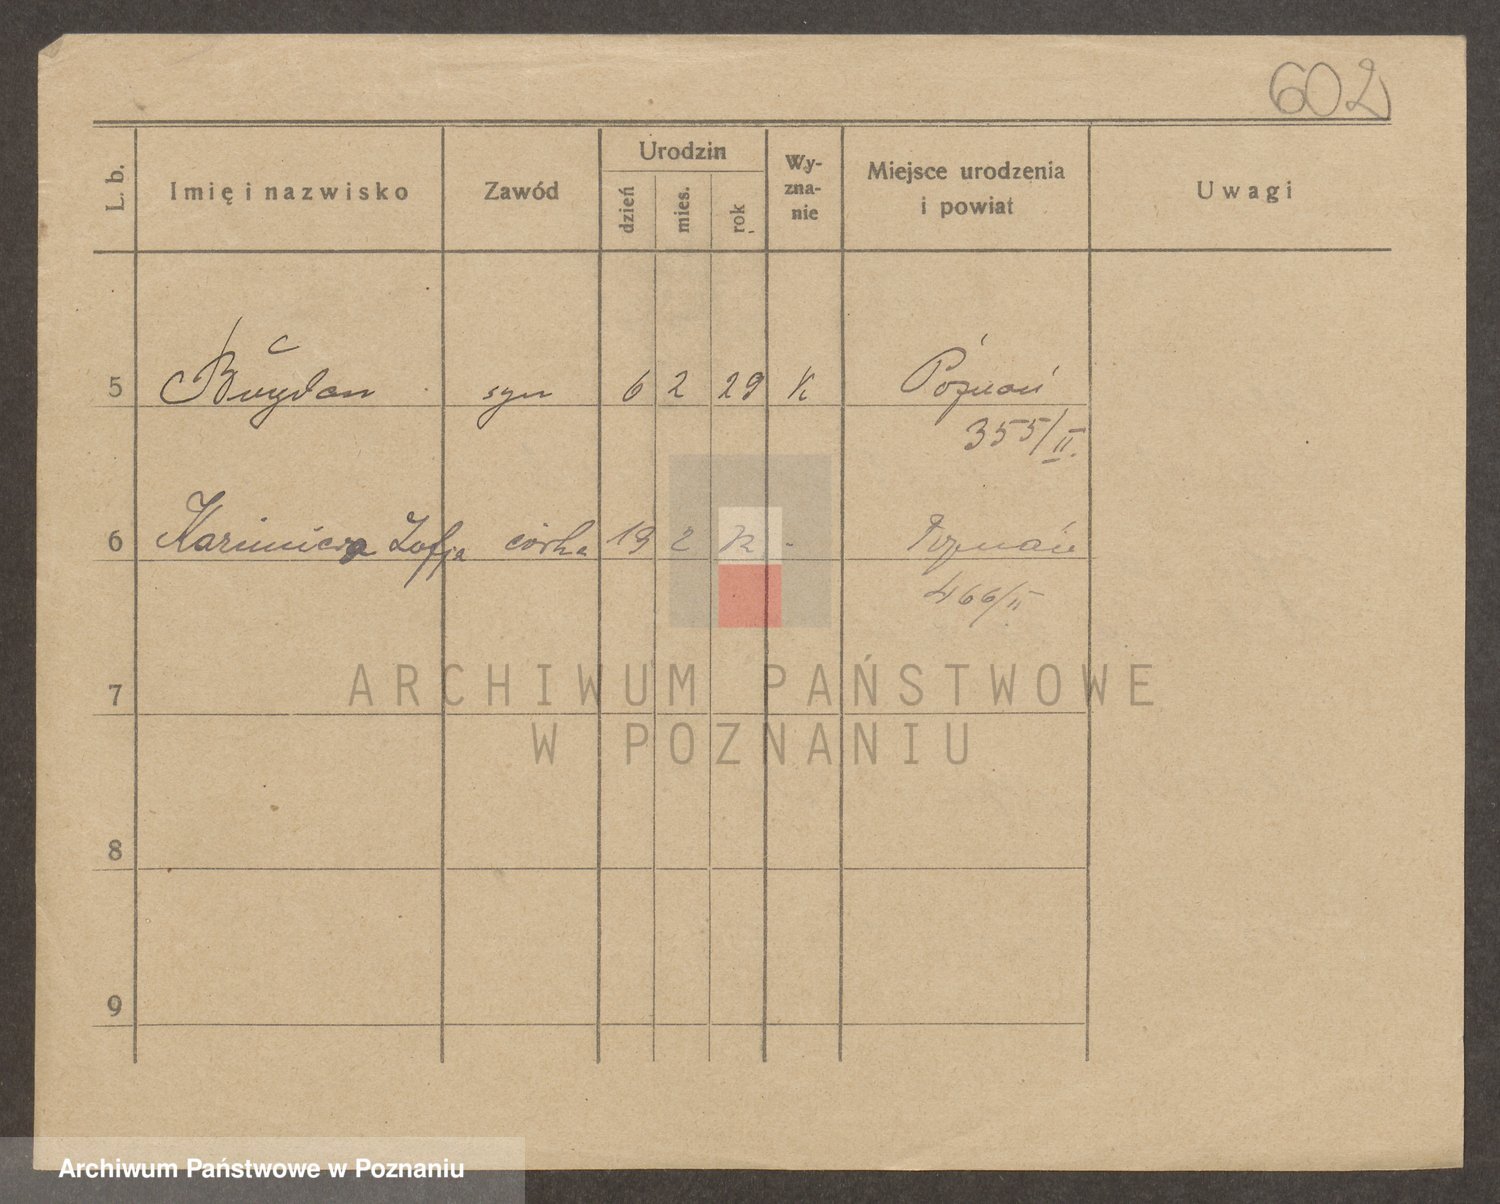 602
L. b.
Imię i nazwisko
Zawód
Urodzin
dzień
mies.
rok
Wy-
zna-
nie
Miejsce urodzenia
i powiat
Uwagi
5 syn 6 2 29 K Poznań
355/II.
6 Kazimiera Zofja córka 19 2 - Poznań
466/II
7
8
9
ARCHIWUM PAŃSTWOWE
W POZNANIU
Archiwum Państwowe w Poznaniu